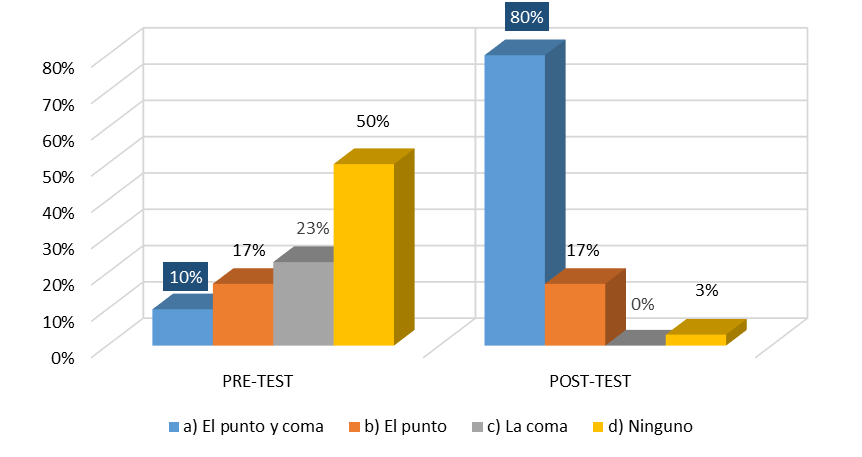 80%
80%
70%
60%
50%
50%
40%
30%
23%
20%
17%
17%
10%
10%
3%
0%
0%
PRE-TEST
POST-TEST
a) El punto y coma
b) El punto
c) La coma
d) Ninguno